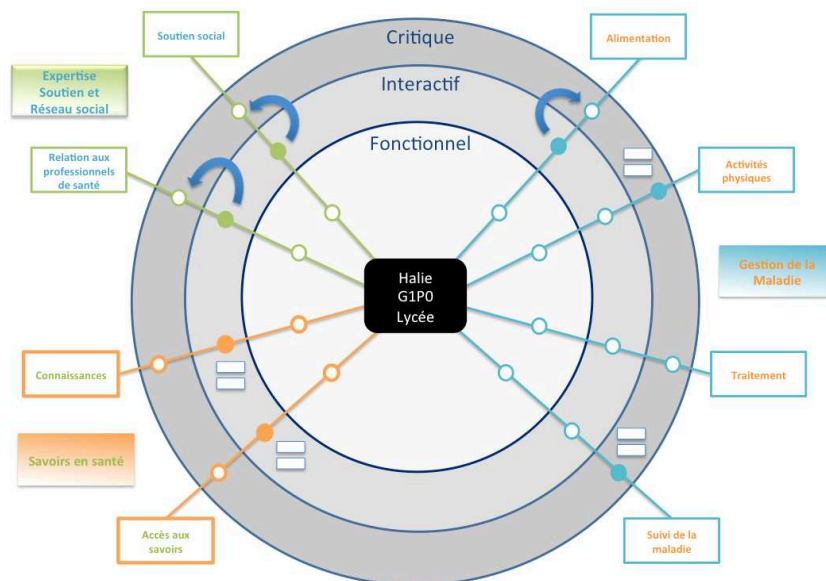 Soutien social
Critique
Alimentation
Expertise
Soutien et
Réseau social
Interactif
Fonctionnel
Relation aux
professionnels
de santé
Activités
physiques
Halie
G1P0
Lycée
Gestion de la
Maladie
Connaissances
Traitement
Savoirs en santé
Accès aux
savoirs
Suivi de la
maladie